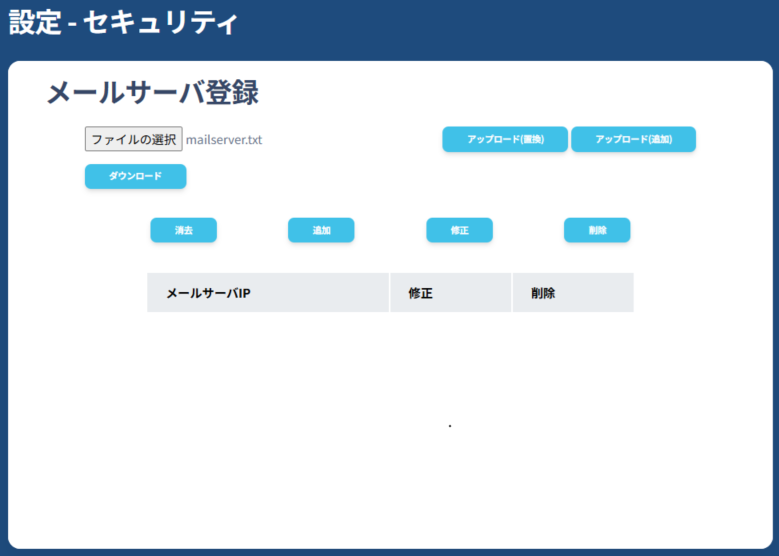 設定 - セキュリティ
メールサーバ登録
ファイルの選択 mailserver.txt アップロード(置換) アップロード(追加)
ダウンロード
清去 追加 修正 削除
メールサーバIP 修正 削除